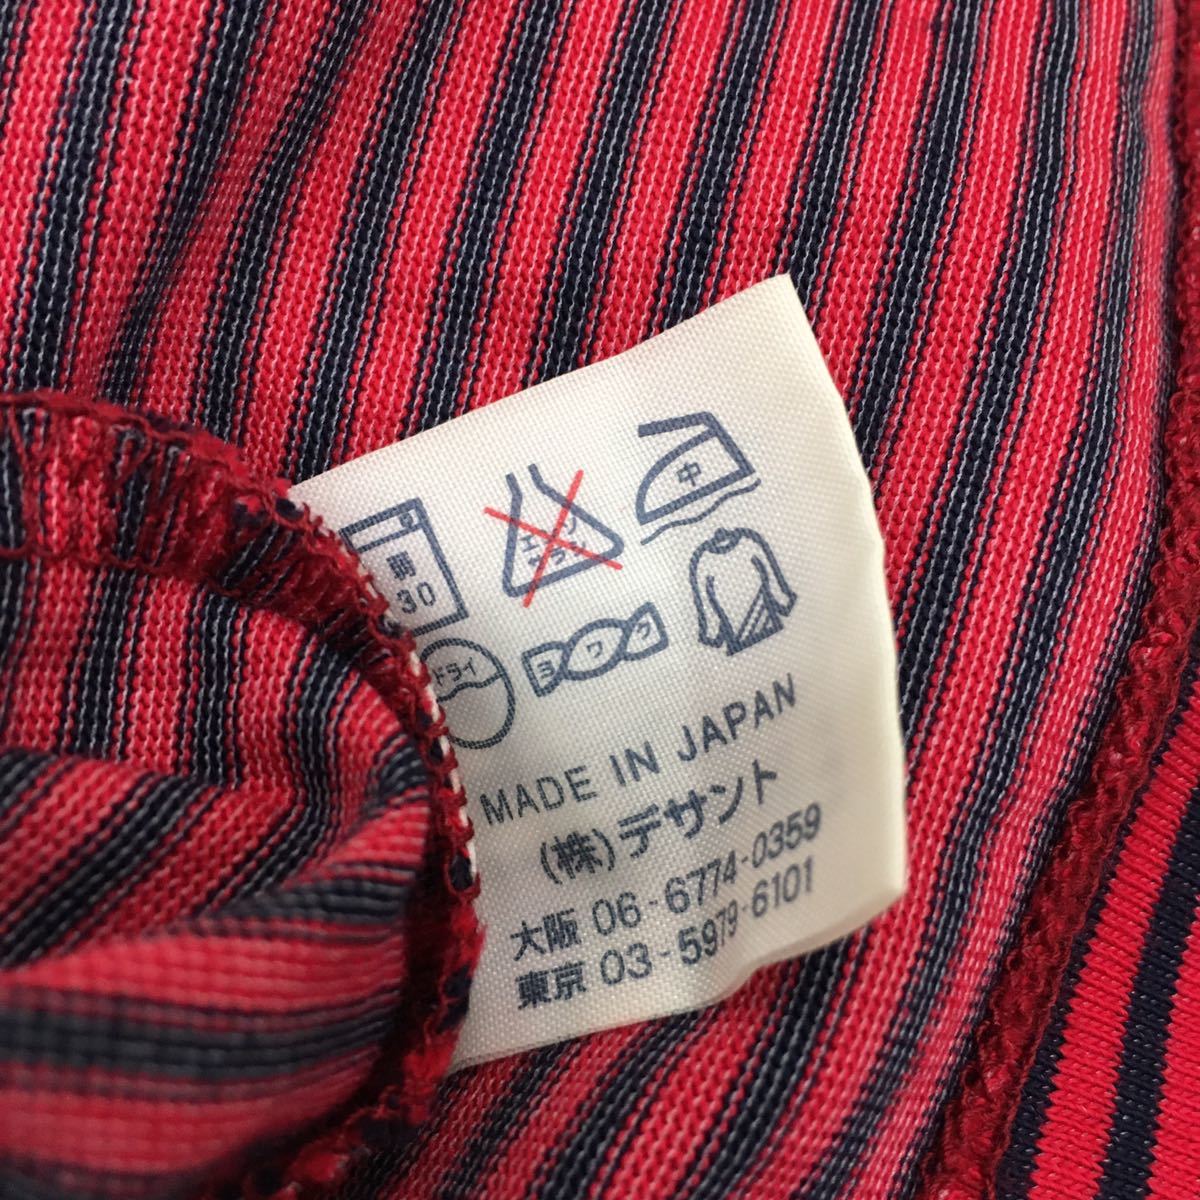 30
中
ドライ
ヨワク
MADE IN JAPAN
(株)デサント
大阪 06-6774-0359
東京 03-5979-6101